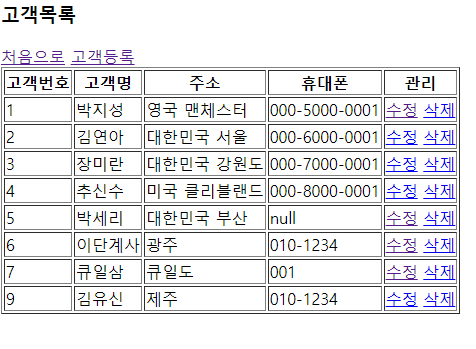 고객목록
처음으로 고객등록
고객번호 고객명 주소 휴대폰 관리
1 박지성 영국 맨체스터 000-5000-0001 수정 삭제
2 김연아 대한민국 서울 000-6000-0001 수정 삭제
3 장미란 대한민국 강원도 000-7000-0001 수정 삭제
4 추신수 미국 클리블랜드 000-8000-0001 수정 삭제
5 박세리 대한민국 부산 null 수정 삭제
6 이단계사 광주 010-1234 수정 삭제
7 큐일삼 큐일도 001 수정 삭제
9 김유신 제주 010-1234 수정 삭제